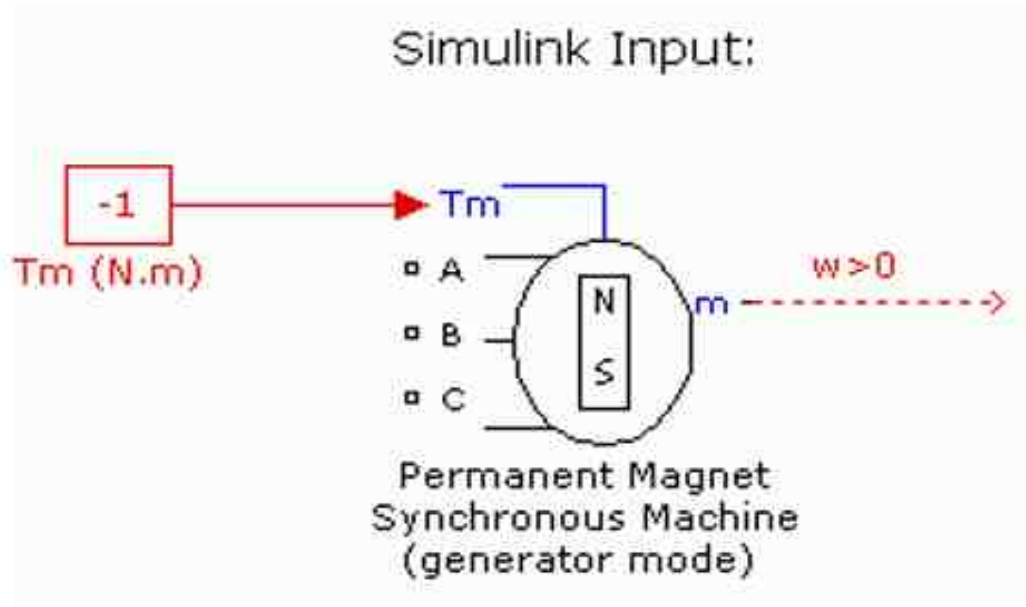 Simulink Input:
-1
Tm
Tm (N.m)
A
B
C
N
S
m
w>0
Permanent Magnet
Synchronous Machine
(generator mode)